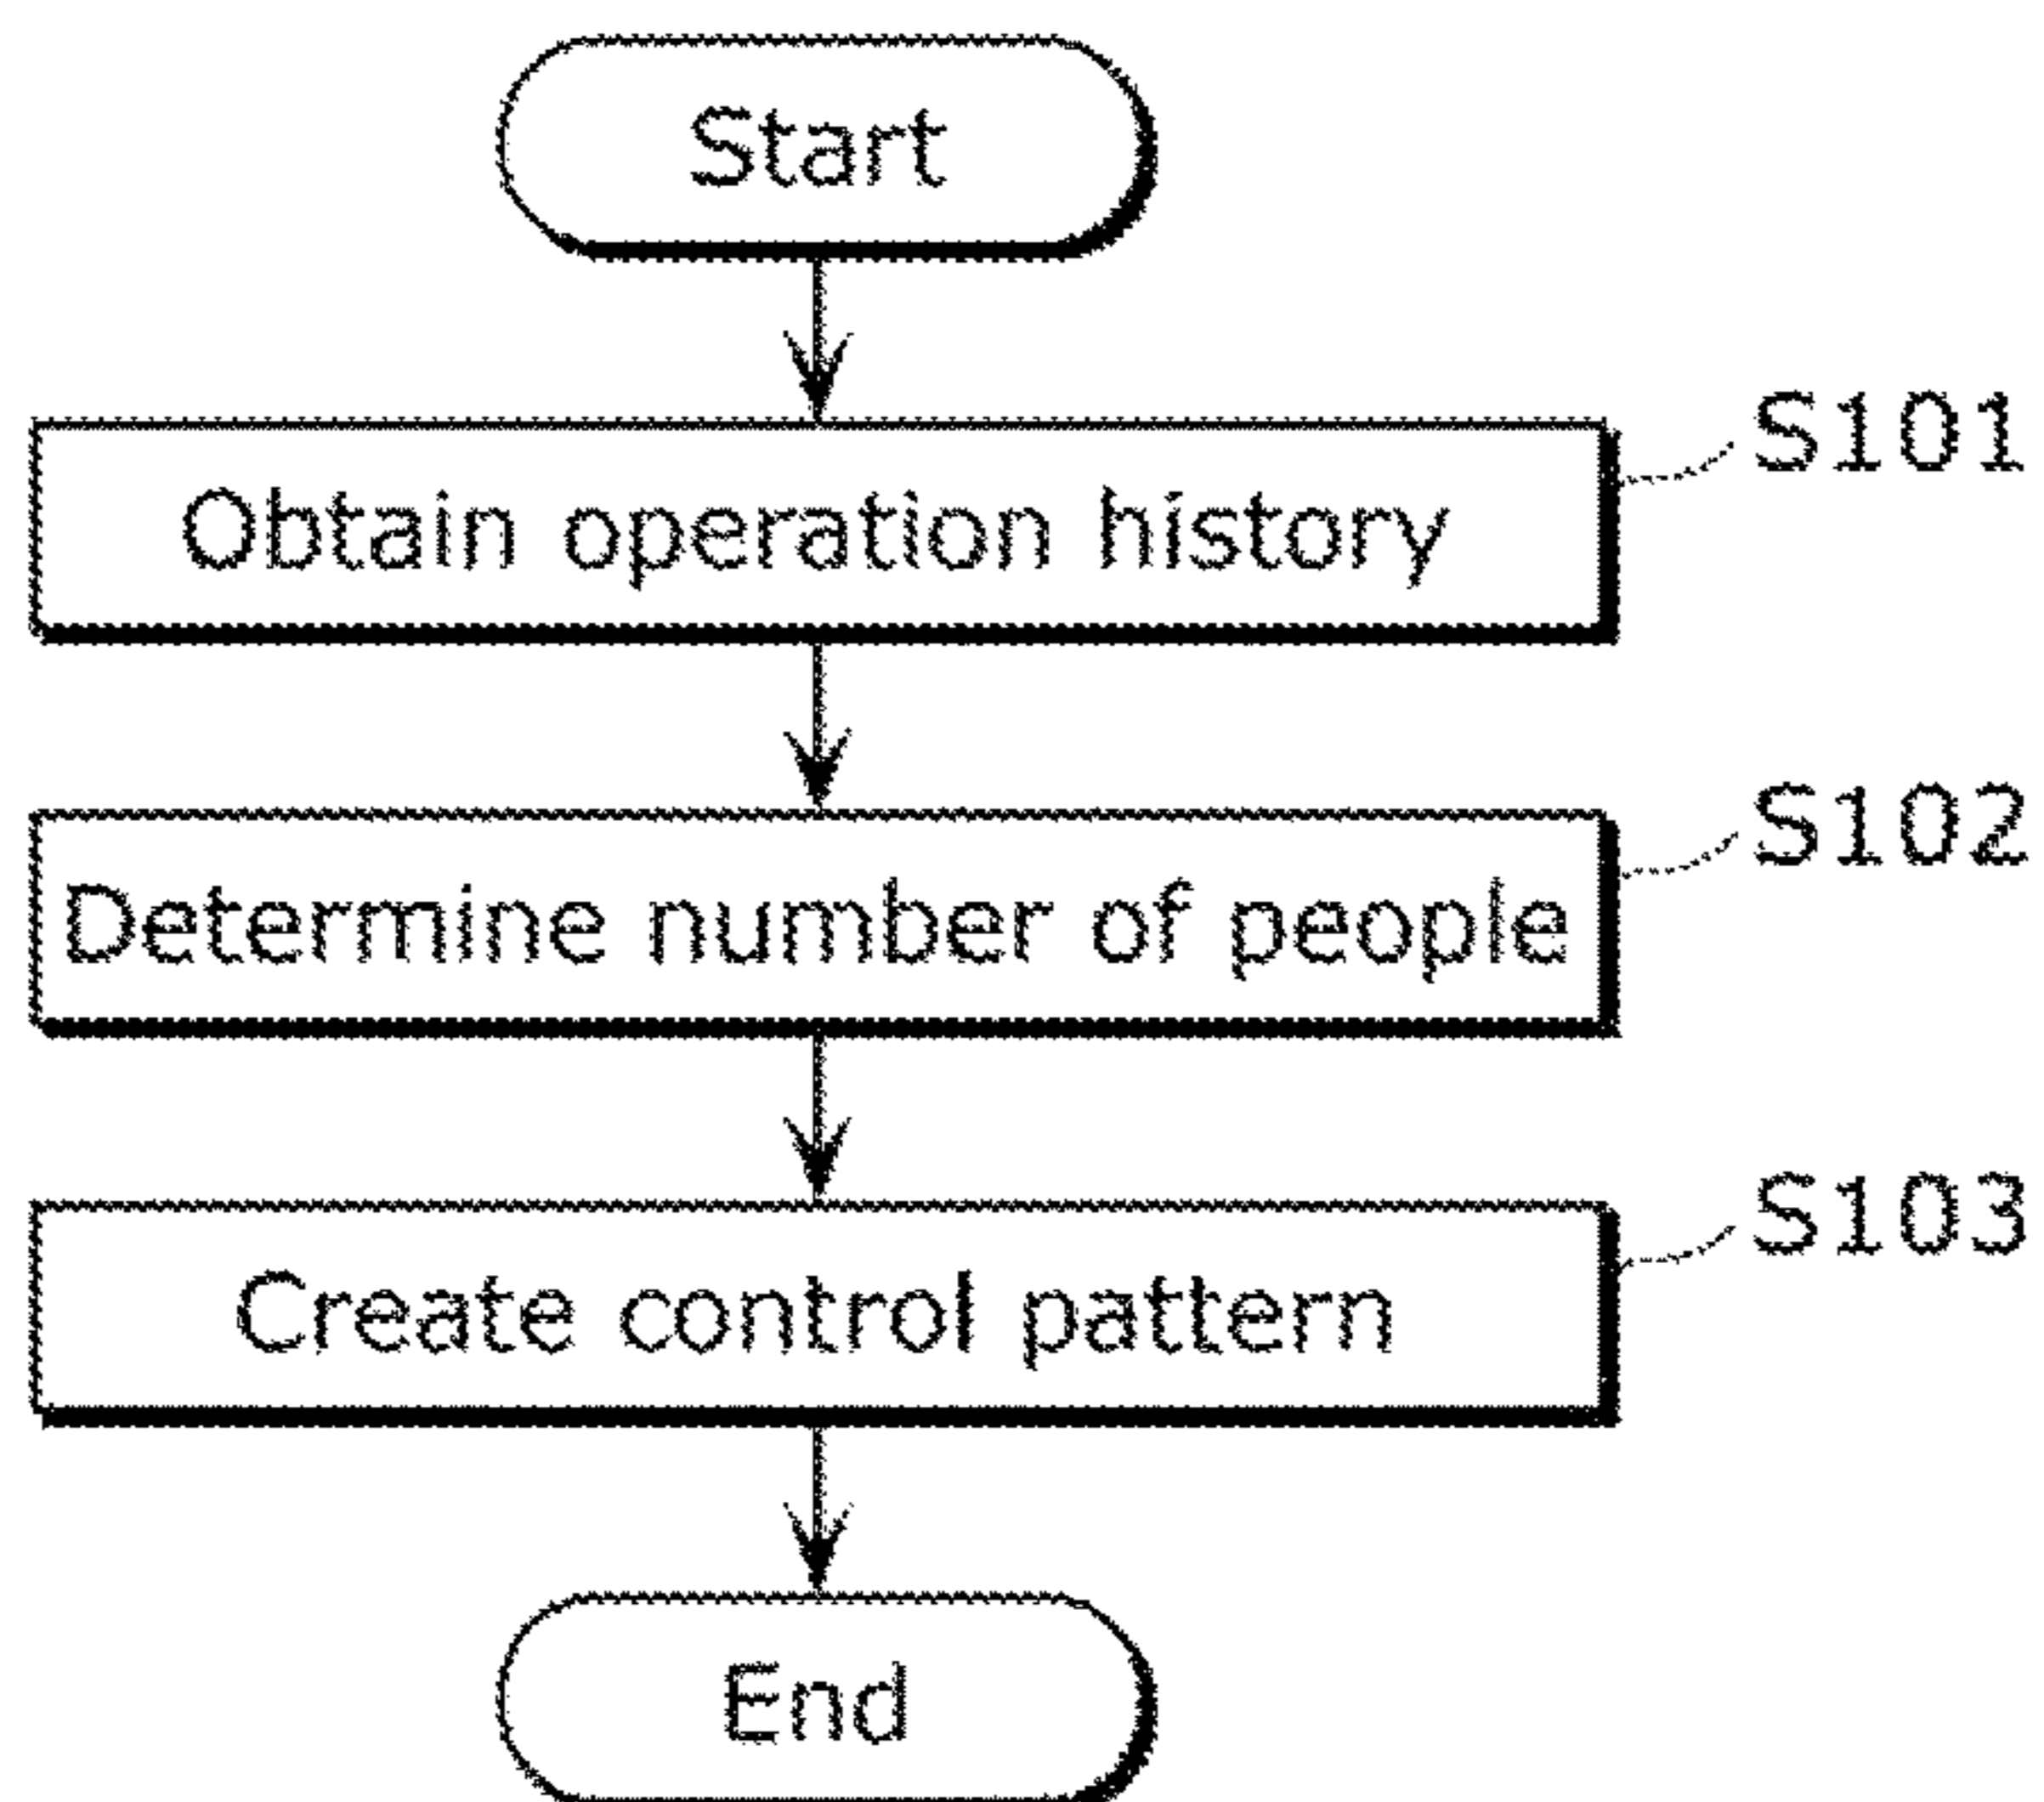 Start
S101
Obtain operation history
S102
Determine number of people
S103
Create control pattern
End